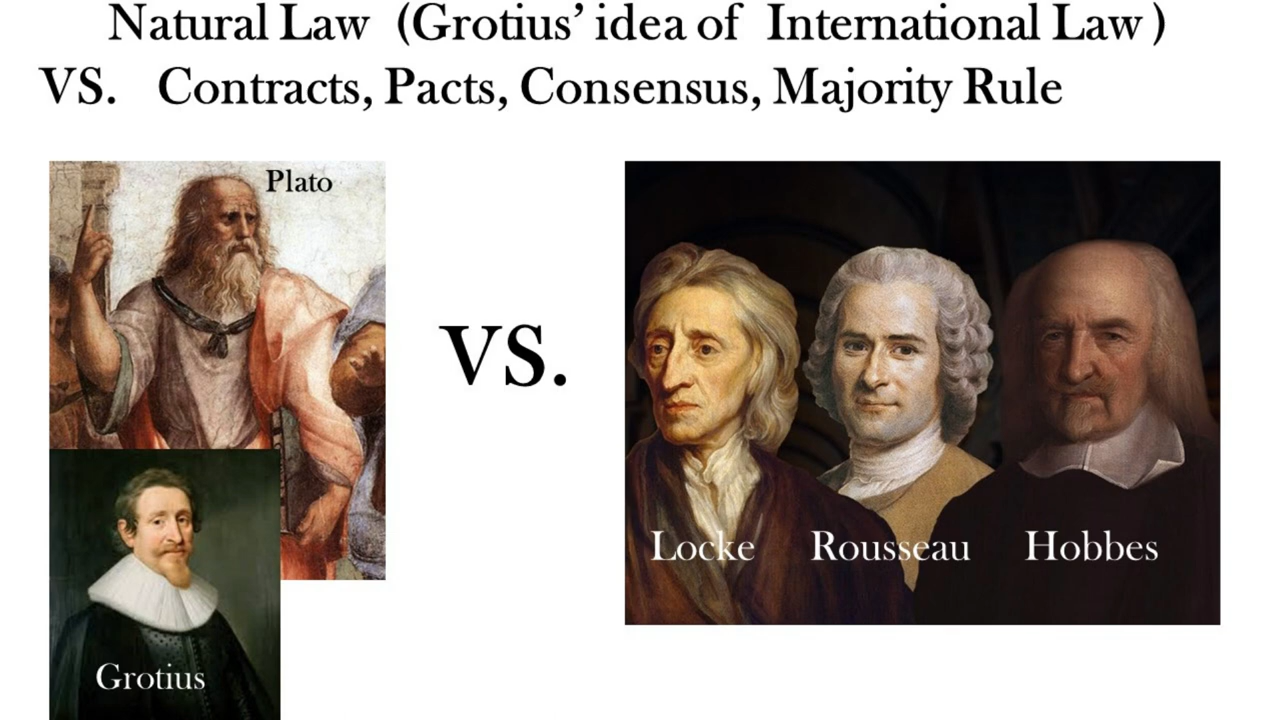 Natural Law (Grotius’ idea of International Law )
VS. Contracts, Pacts, Consensus, Majority Rule
Plato
VS.
Locke Rousseau Hobbes
Grotius